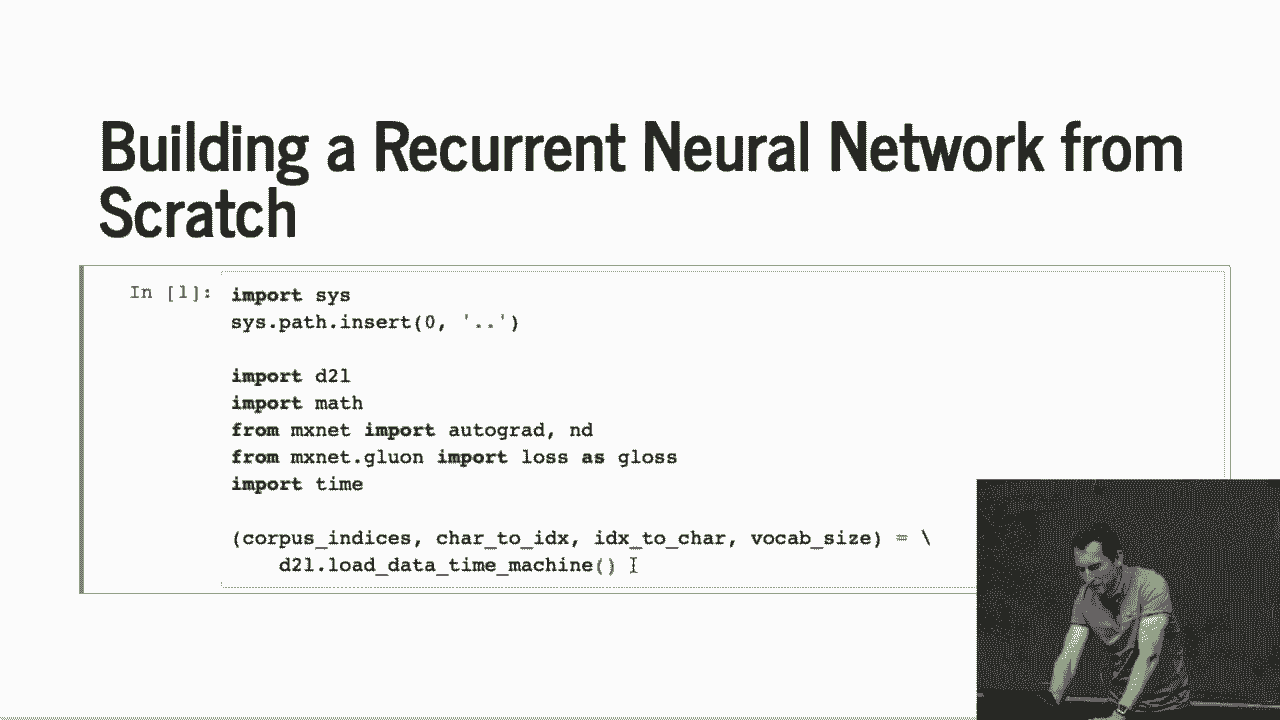 Building a Recurrent Neural Network from
Scratch
In [1]:
import sys
sys.path.insert(0, '..')
import d2l
import math
from mxnet import autograd, nd
from mxnet.gluon import loss as gloss
import time
(corpus_indices, char_to_idx, idx_to_char, vocab_size) = \
d2l.load_data_time_machine()